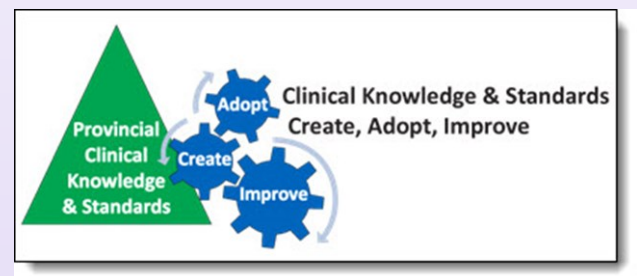 Provincial
Clinical
Knowledge
& Standards
Adopt
Create
Improve
Clinical Knowledge & Standards
Create, Adopt, Improve